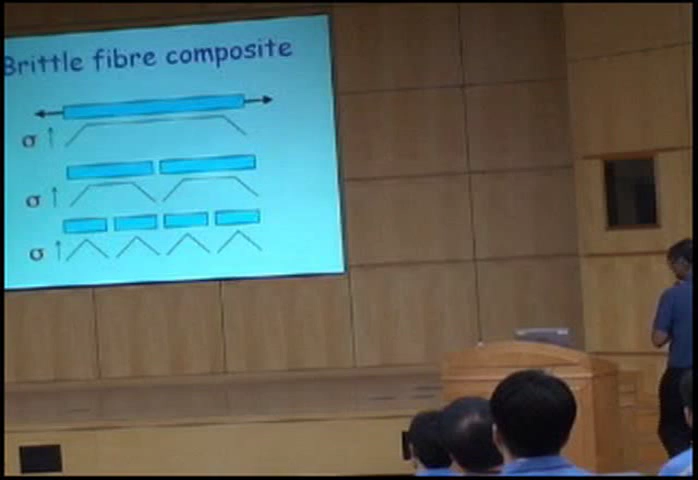 Brittle fibre composite
σ ↑
σ ↑
σ ↑